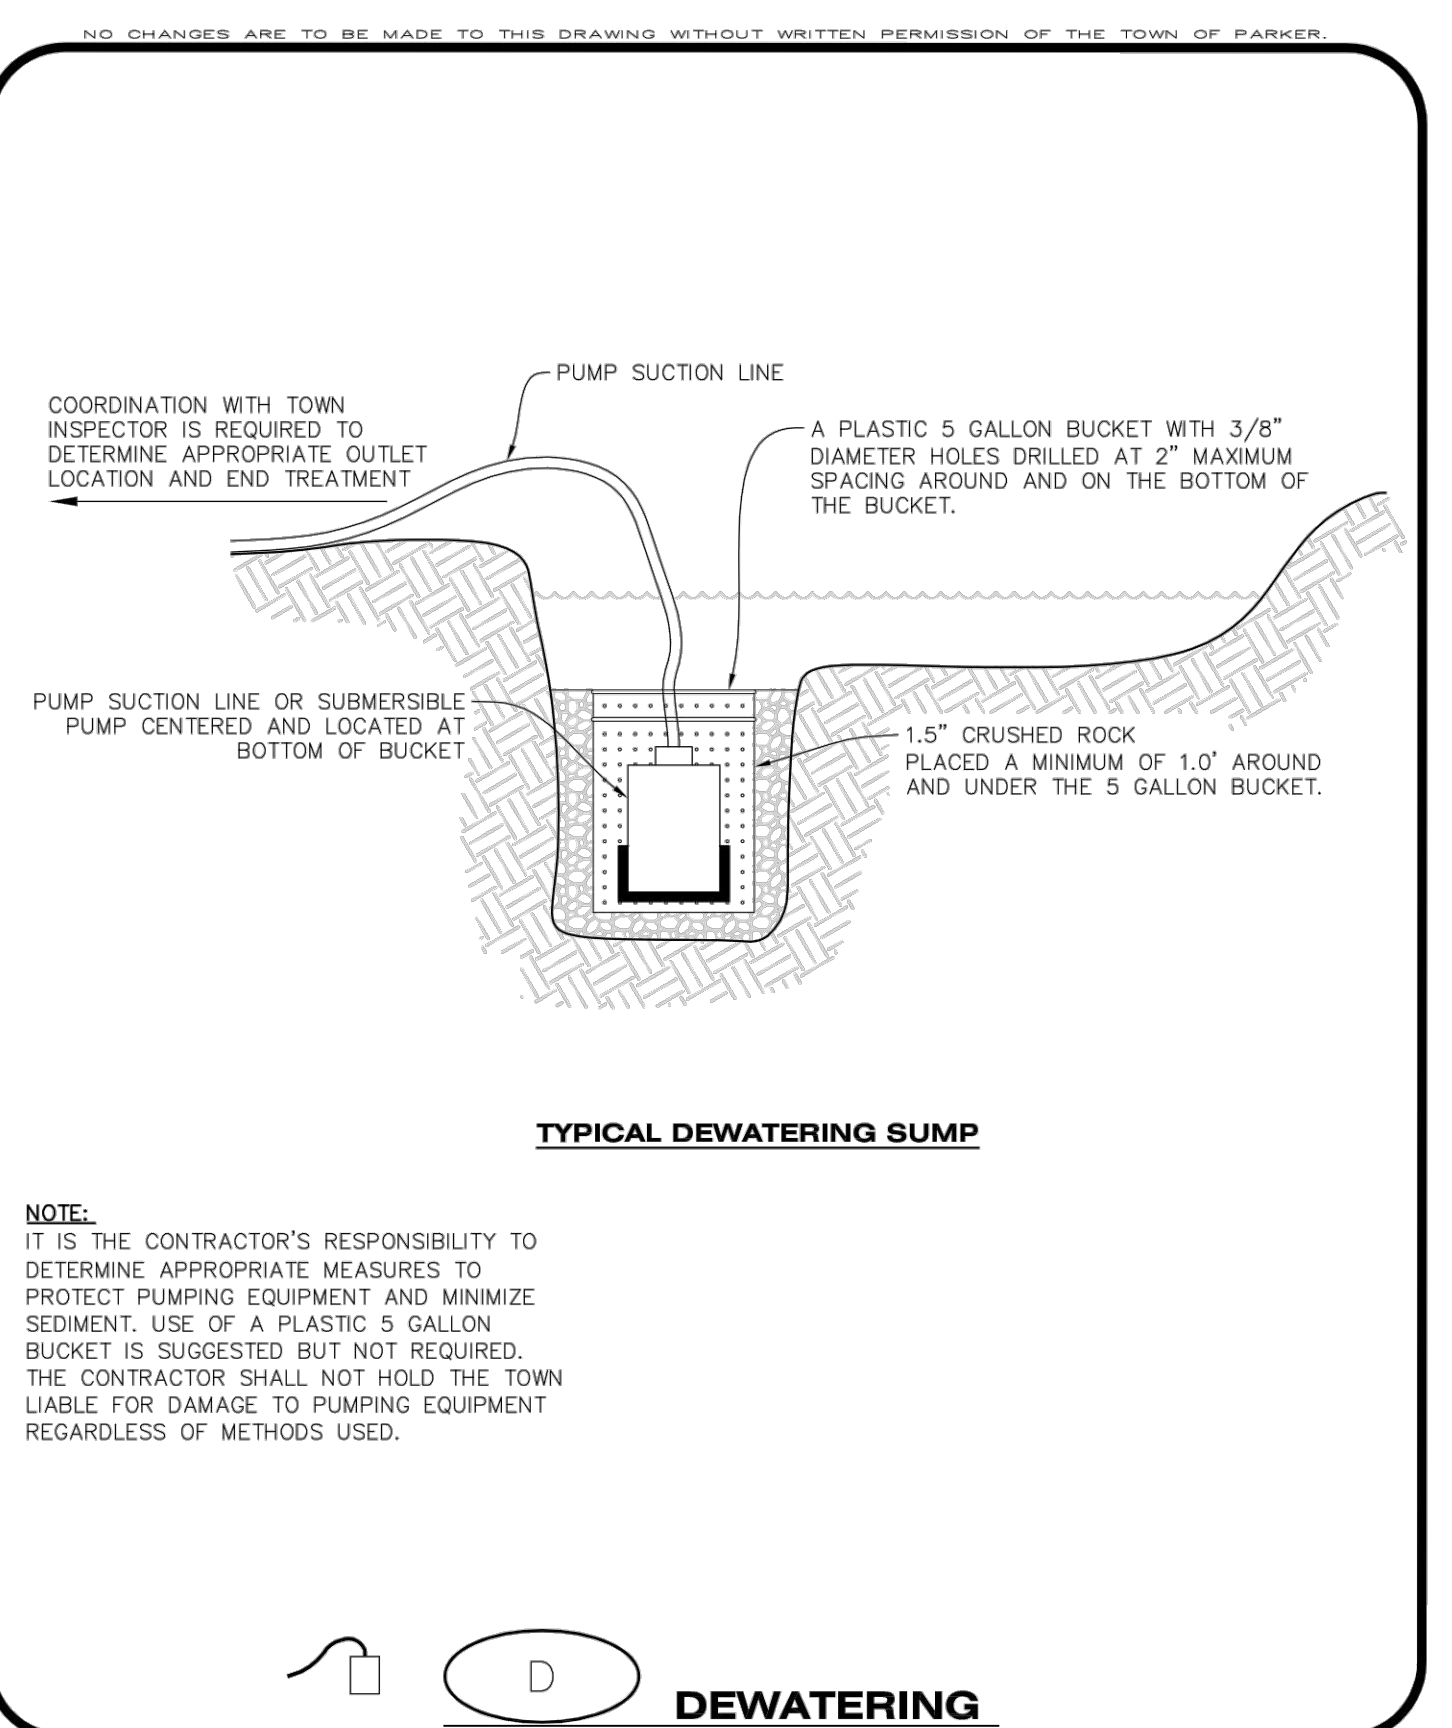 NO CHANGES ARE TO BE MADE TO THIS DRAWING WITHOUT WRITTEN PERMISSION OF THE TOWN OF PARKER.
PUMP SUCTION LINE
COORDINATION WITH TOWN
INSPECTOR IS REQUIRED TO
DETERMINE APPROPRIATE OUTLET
LOCATION AND END TREATMENT
A PLASTIC 5 GALLON BUCKET WITH 3/8"
DIAMETER HOLES DRILLED AT 2" MAXIMUM
SPACING AROUND AND ON THE BOTTOM OF
THE BUCKET.
PUMP SUCTION LINE OR SUBMERSIBLE
PUMP CENTERED AND LOCATED AT
BOTTOM OF BUCKET
1.5" CRUSHED ROCK
PLACED A MINIMUM OF 1.0' AROUND
AND UNDER THE 5 GALLON BUCKET.
TYPICAL DEWATERING SUMP
NOTE:
IT IS THE CONTRACTOR'S RESPONSIBILITY TO
DETERMINE APPROPRIATE MEASURES TO
PROTECT PUMPING EQUIPMENT AND MINIMIZE
SEDIMENT. USE OF A PLASTIC 5 GALLON
BUCKET IS SUGGESTED BUT NOT REQUIRED.
THE CONTRACTOR SHALL NOT HOLD THE TOWN
LIABLE FOR DAMAGE TO PUMPING EQUIPMENT
REGARDLESS OF METHODS USED.
D
DEWATERING